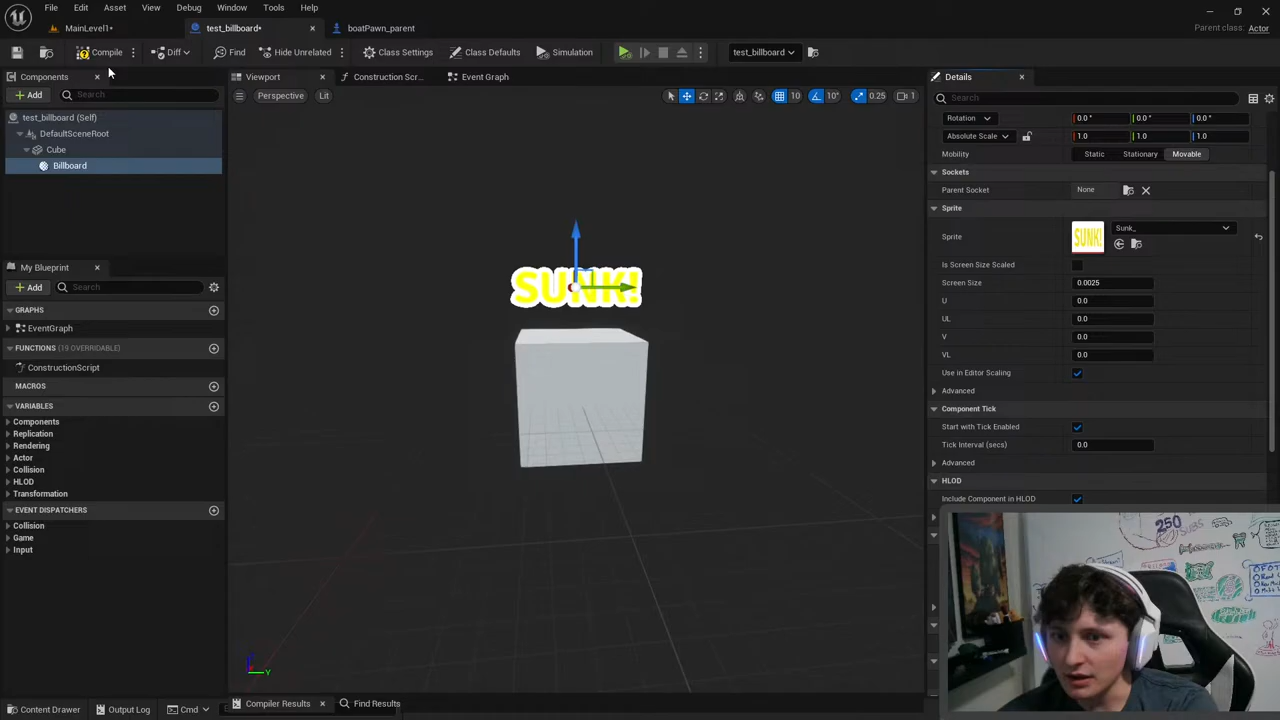 File Edit Asset View Debug Window Tools Help
MainLevel1• test_billboard• boatPawn_parent
Parent class: Actor
Compile Diff Find Hide Unrelated Class Settings Class Defaults Simulation test_billboard
Components
Add Search
test_billboard (Self)
DefaultSceneRoot
Cube
Billboard
My Blueprint
Add Search
GRAPHS
EventGraph
FUNCTIONS (19 OVERRIDABLE)
ConstructionScript
MACROS
VARIABLES
Components
Replication
Rendering
Actor
Collision
HLOD
Transformation
EVENT DISPATCHERS
Collision
Game
Input
Viewport Construction Scr... Event Graph
Perspective Lit
10 10° 0.25 1
SUNK!
Z
Y
Details
Search
Rotation 0.0 ° 0.0 ° 0.0 °
Absolute Scale 1.0 1.0 1.0
Mobility Static Stationary Movable
Sockets
Parent Socket None
Sprite
Sprite SUNK! Sunk_
Is Screen Size Scaled
Screen Size 0.0025
U 0.0
UL 0.0
V 0.0
VL 0.0
Use in Editor Scaling
Advanced
Component Tick
Start with Tick Enabled
Tick Interval (secs) 0.0
Advanced
HLOD
Include Component in HLOD
250
SUBS
Content Drawer Output Log Cmd Compiler Results Find Results